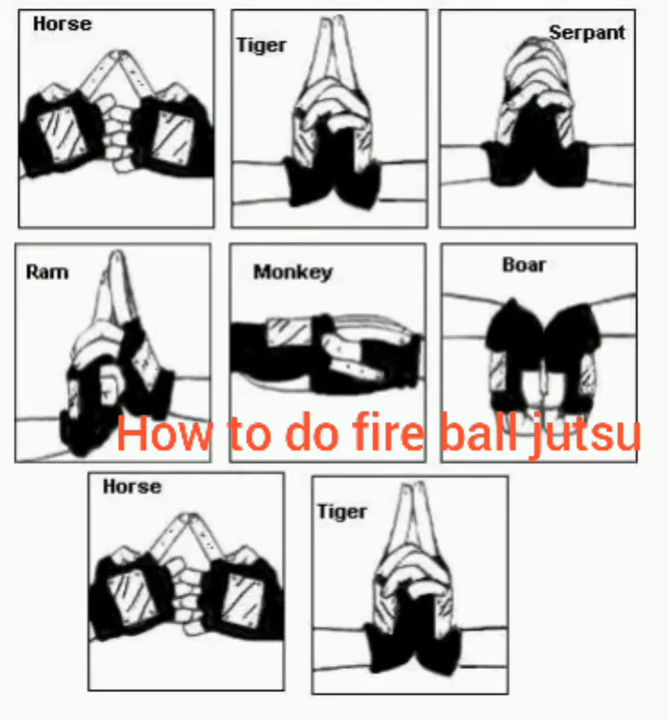 Horse
Tiger
Serpant
Ram
Monkey
Boar
How to do fire ball jutsu
Horse
Tiger